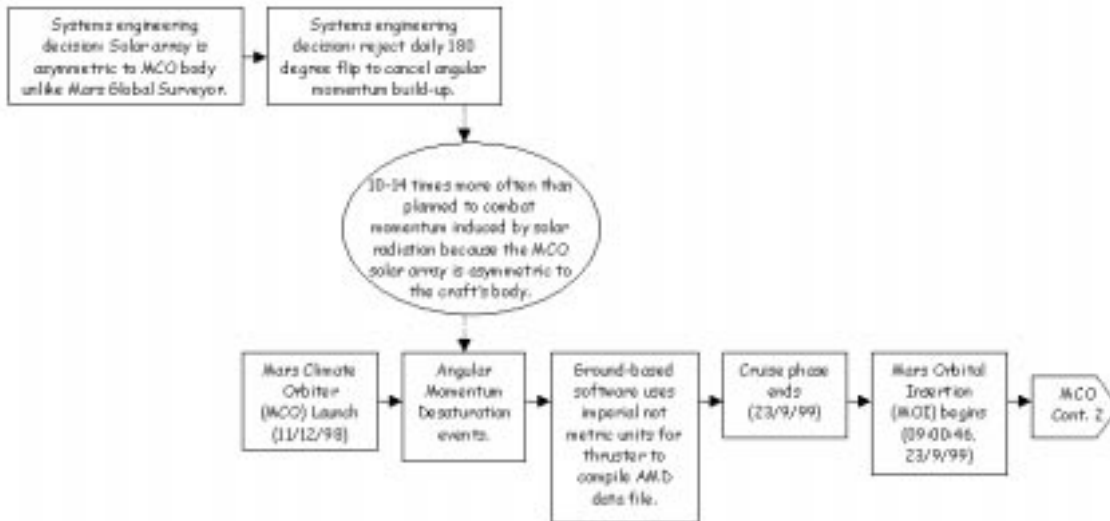 Systems engineering
decision: Solar array is
asymmetric to MCO body
unlike Mars Global Surveyor.
Systems engineering
decision: reject daily 180
degree flip to cancel angular
momentum build-up.
10-14 times more often than
planned to combat
momentum induced by solar
radiation because the MCO
solar array is asymmetric to
the craft's body.
Mars Climate
Orbiter
(MCO) Launch
(11/12/98)
Angular
Momentum
Desaturation
events.
Ground-based
software uses
imperial not
metric units for
thruster to
compile AMD
data file.
Cruise phase
ends
(23/9/99)
Mars Orbital
Insertion
(MOI) begins
(09:00:46,
23/9/99)
MCO
Cont. 2